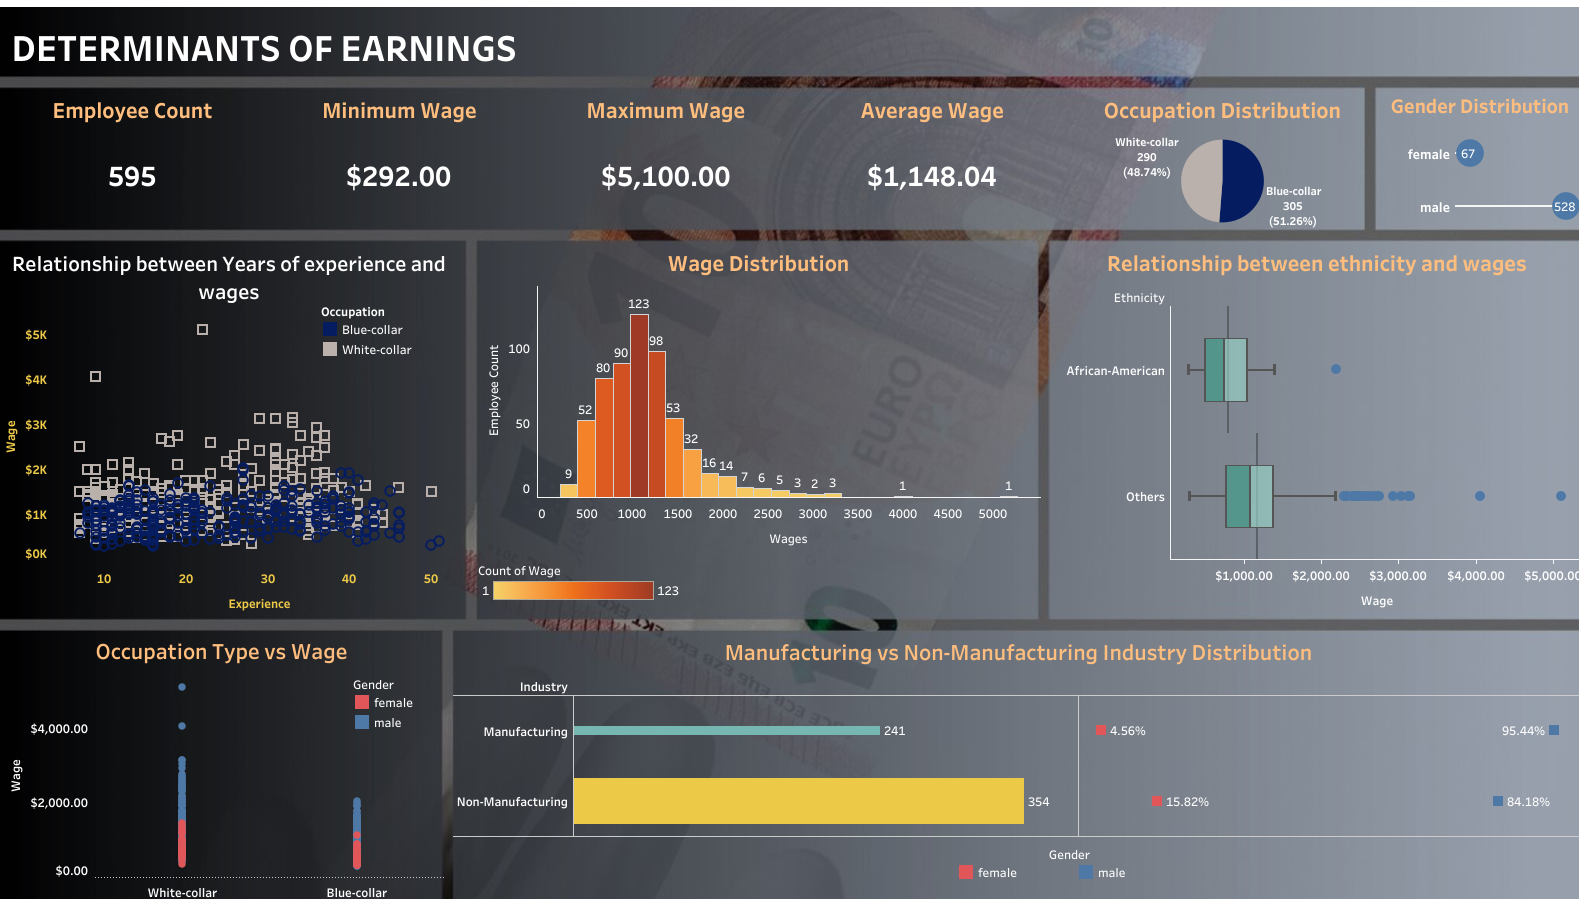 DETERMINANTS OF EARNINGS
Employee Count
595
Minimum Wage
$292.00
Maximum Wage
$5,100.00
Average Wage
$1,148.04
Occupation Distribution
White-collar
290
(48.74%)
Blue-collar
305
(51.26%)
Gender Distribution
female
67
male
528
Relationship between Years of experience and
wages
Occupation
Blue-collar
White-collar
$5K
$4K
$3K
$2K
$1K
$0K
Wage
10 20 30 40 50
Experience
Wage Distribution
Employee Count
100
50
0
9 52 80 90 123 98 53 32 16 14 7 6 5 3 2 3 1 1
0 500 1000 1500 2000 2500 3000 3500 4000 4500 5000
Wages
Count of Wage
1 123
EURO
10
10
Relationship between ethnicity and wages
Ethnicity
African-American
Others
$1,000.00 $2,000.00 $3,000.00 $4,000.00 $5,000.00
Wage
Occupation Type vs Wage
Gender
female
male
$4,000.00
$2,000.00
$0.00
Wage
White-collar Blue-collar
Manufacturing vs Non-Manufacturing Industry Distribution
Industry
Manufacturing 241 4.56% 95.44%
Non-Manufacturing 354 15.82% 84.18%
Gender
female male